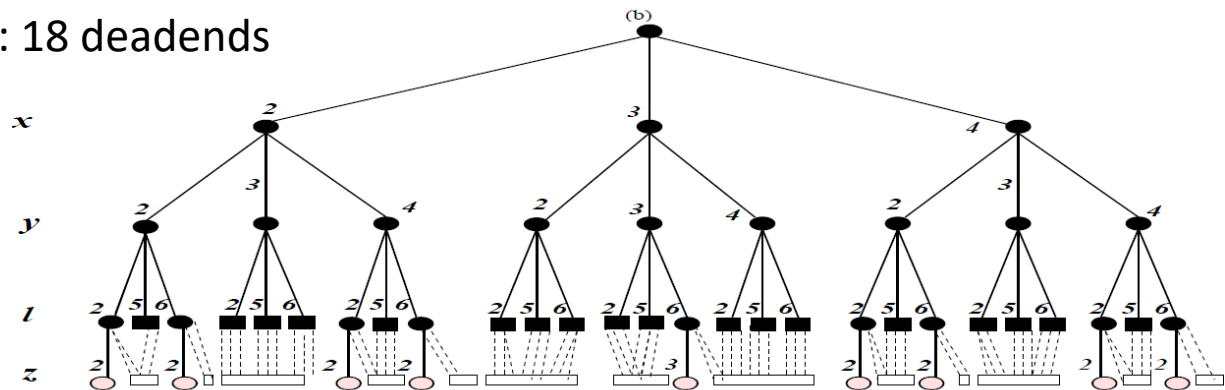 (b)
: 18 deadends
x 2 3 4
y 2 3 4 2 3 4 2 3 4
l 2 5 6 2 5 6 2 5 6 2 5 6 2 5 6 2 5 6 2 5 6 2 5 6 2 5 6
z 2 2 2 2 3 2 2 2 2